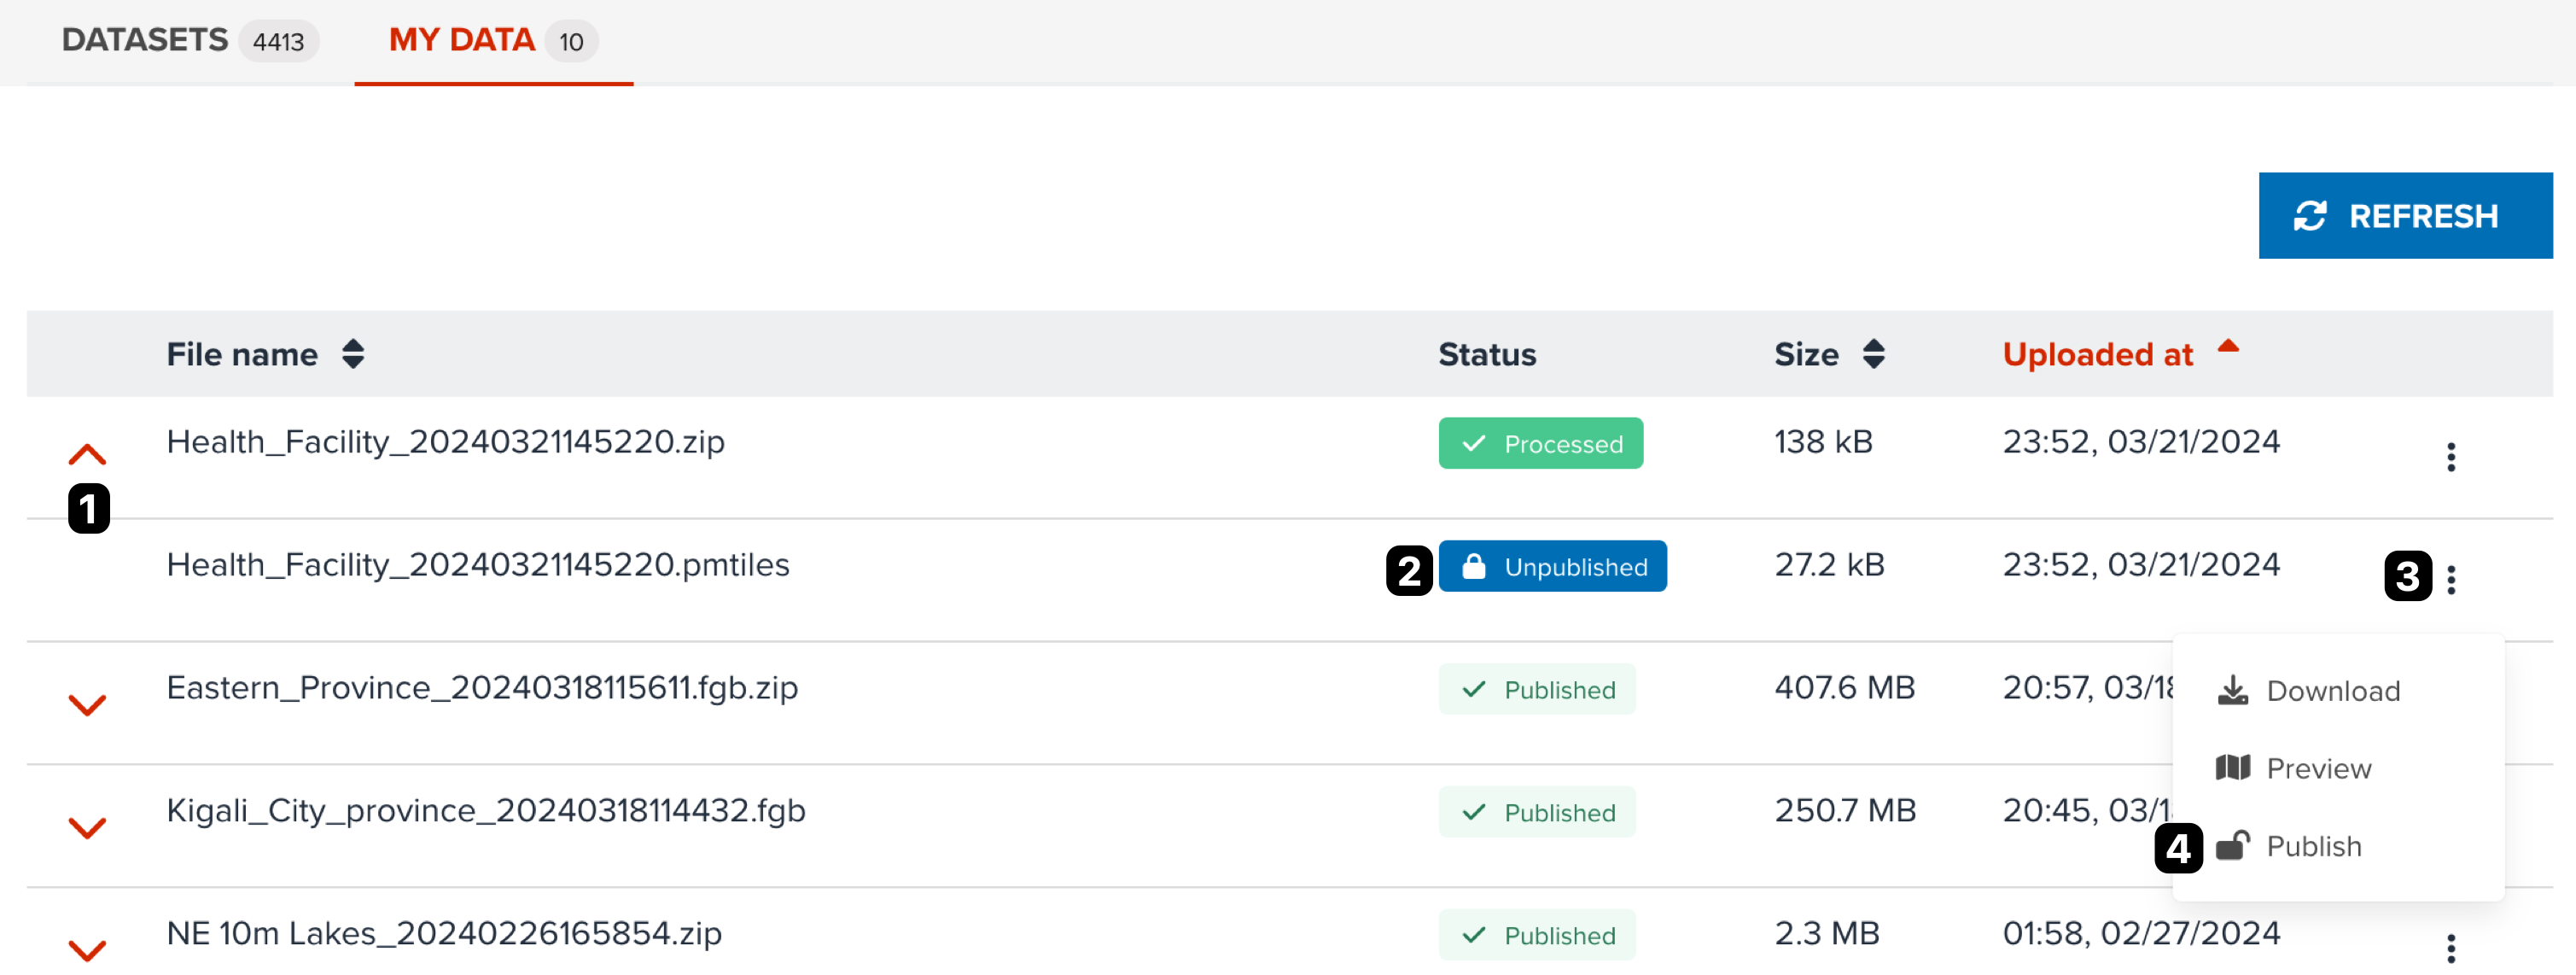 DATASETS 4413 MY DATA 10
REFRESH
File name Status Size Uploaded at
Health_Facility_20240321145220.zip Processed 138 kB 23:52, 03/21/2024
1
Health_Facility_20240321145220.pmtiles 2 Unpublished 27.2 kB 23:52, 03/21/2024 3
Eastern_Province_20240318115611.fgb.zip Published 407.6 MB 20:57, 03/18 Download
Preview
Kigali_City_province_20240318114432.fgb Published 250.7 MB 20:45, 03/1
4 Publish
NE 10m Lakes_20240226165854.zip Published 2.3 MB 01:58, 02/27/2024